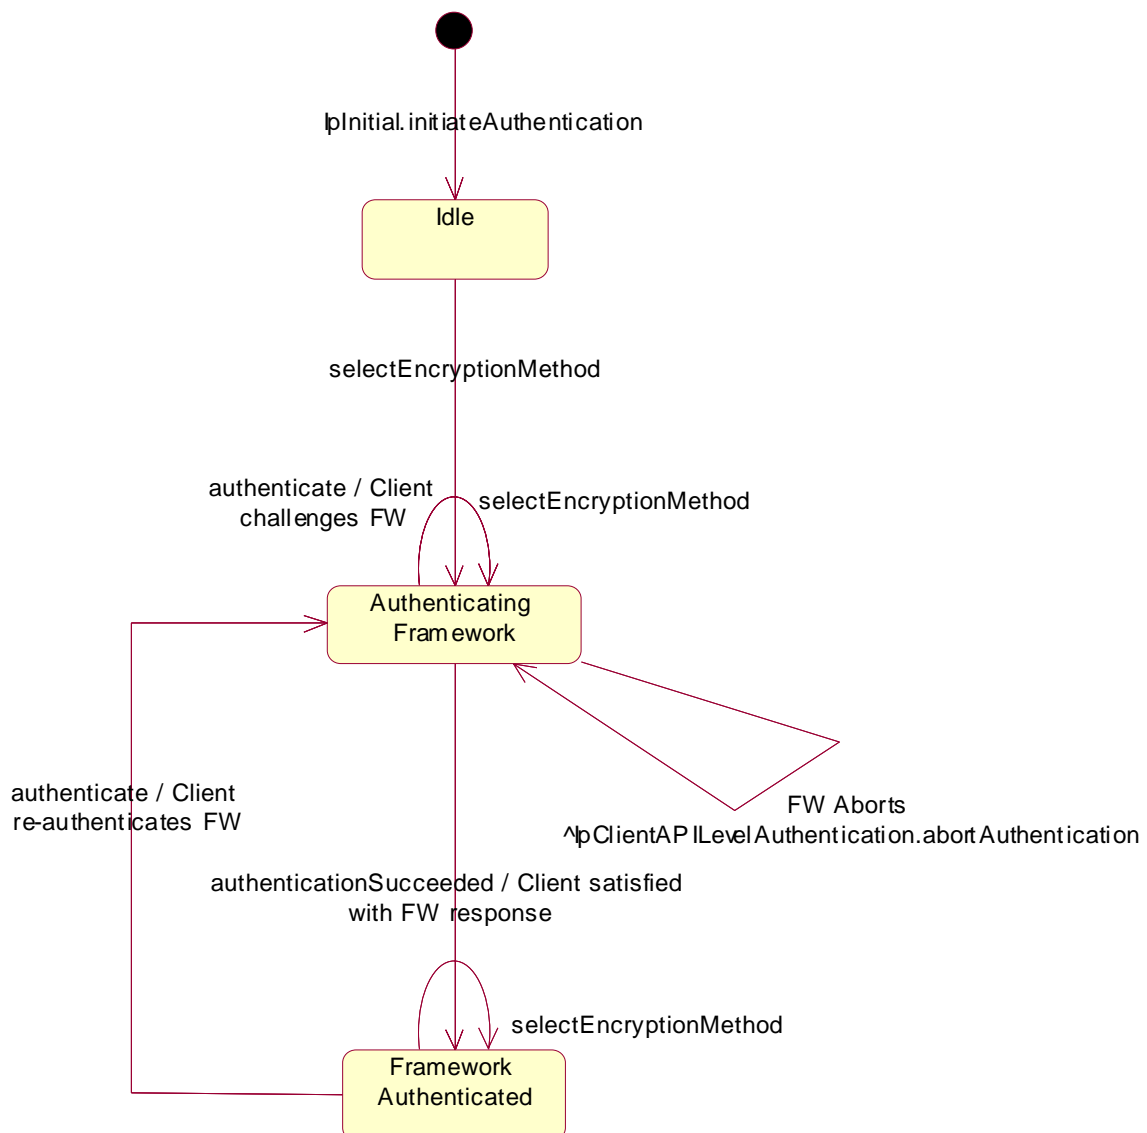 IpInitial.initiateAuthentication
Idle
selectEncryptionMethod
authenticate / Client
challenges FW
selectEncryptionMethod
Authenticating
Framework
authenticate / Client
re-authenticates FW
FW Aborts
^IpClientAPILevelAuthentication.abortAuthentication
authenticationSucceeded / Client satisfied
with FW response
selectEncryptionMethod
Framework
Authenticated